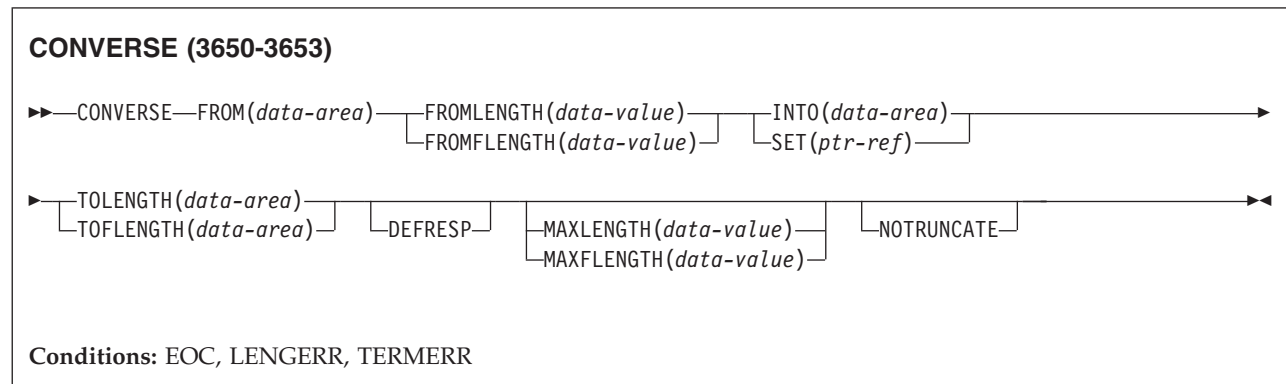 CONVERSE (3650-3653)
CONVERSE FROM(data-area) FROMLENGTH(data-value) INTO(data-area)
FROMFLENGTH(data-value) SET(ptr-ref)
TOLENGTH(data-area)
TOFLENGTH(data-area) DEFRESP MAXLENGTH(data-value) NOTRUNCATE
MAXFLENGTH(data-value)
Conditions: EOC, LENGERR, TERMERR